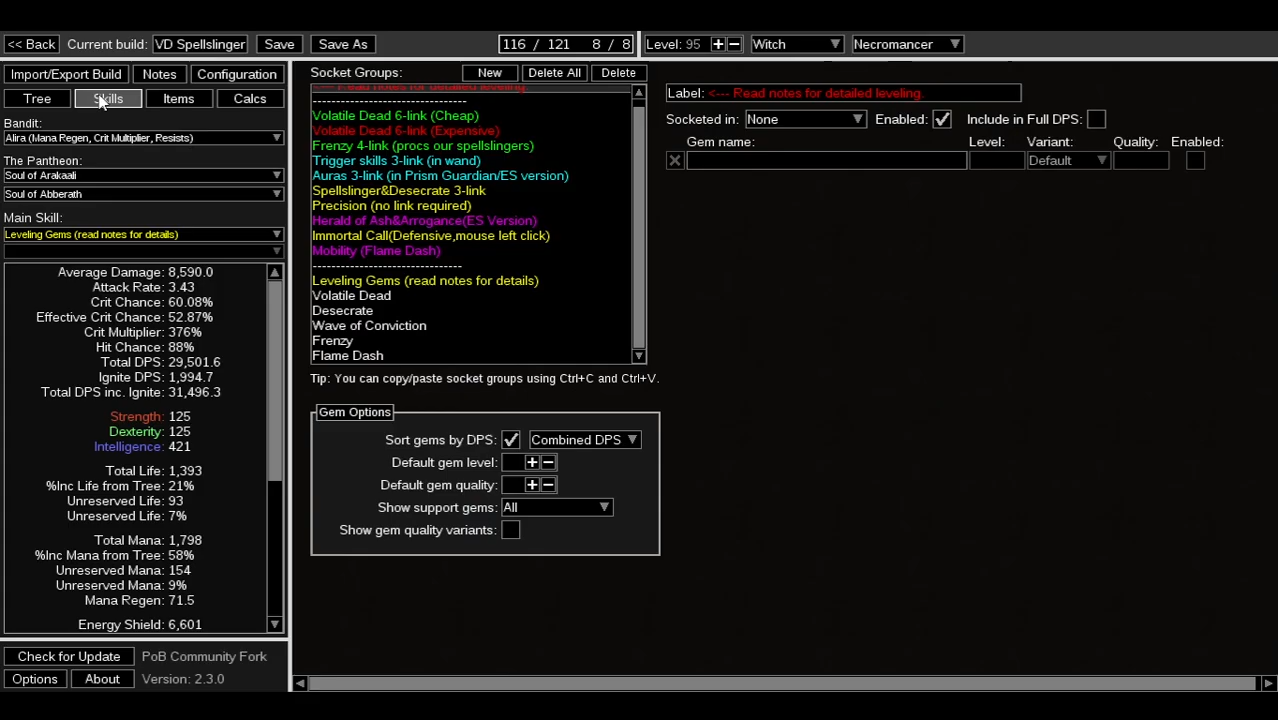 << Back Current build: VD Spellslinger Save Save As 116 / 121 8 / 8 Level: 95 + − Witch Necromancer
Import/Export Build Notes Configuration
Tree Skills Items Calcs
Bandit:
Alira (Mana Regen, Crit Multiplier, Resists)
The Pantheon:
Soul of Arakaali
Soul of Abberath
Main Skill:
Leveling Gems (read notes for details)
Average Damage: 8,590.0
Attack Rate: 3.43
Crit Chance: 60.08%
Effective Crit Chance: 52.87%
Crit Multiplier: 376%
Hit Chance: 88%
Total DPS: 29,501.6
Ignite DPS: 1,994.7
Total DPS inc. Ignite: 31,496.3
Strength: 125
Dexterity: 125
Intelligence: 421
Total Life: 1,393
%Inc Life from Tree: 21%
Unreserved Life: 93
Unreserved Life: 7%
Total Mana: 1,798
%Inc Mana from Tree: 58%
Unreserved Mana: 154
Unreserved Mana: 9%
Mana Regen: 71.5
Energy Shield: 6,601
Check for Update PoB Community Fork
Options About Version: 2.3.0
Socket Groups: New Delete All Delete
<--- Read notes for detailed leveling.
--------------------------------
Volatile Dead 6-link (Cheap)
Volatile Dead 6-link (Expensive)
Frenzy 4-link (procs our spellslingers)
Trigger skills 3-link (in wand)
Auras 3-link (in Prism Guardian/ES version)
Spellslinger&Desecrate 3-link
Precision (no link required)
Herald of Ash&Arrogance(ES Version)
Immortal Call(Defensive,mouse left click)
Mobility (Flame Dash)
-------------------------------
Leveling Gems (read notes for details)
Volatile Dead
Desecrate
Wave of Conviction
Frenzy
Flame Dash
Tip: You can copy/paste socket groups using Ctrl+C and Ctrl+V.
Gem Options
Sort gems by DPS: Combined DPS
Default gem level: + −
Default gem quality: + −
Show support gems: All
Show gem quality variants:
Label: <--- Read notes for detailed leveling.
Socketed in: None Enabled: Include in Full DPS:
Gem name: Level: Variant: Quality: Enabled:
Default